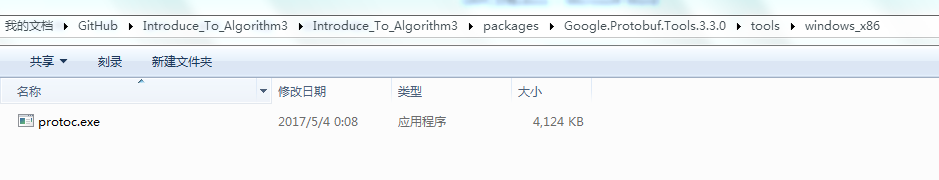 我的文档 GitHub Introduce_To_Algorithm3 Introduce_To_Algorithm3 packages Google.Protobuf.Tools.3.3.0 tools windows_x86
共享 刻录 新建文件夹
名称 修改日期 类型 大小
protoc.exe 2017/5/4 0:08 应用程序 4,124 KB